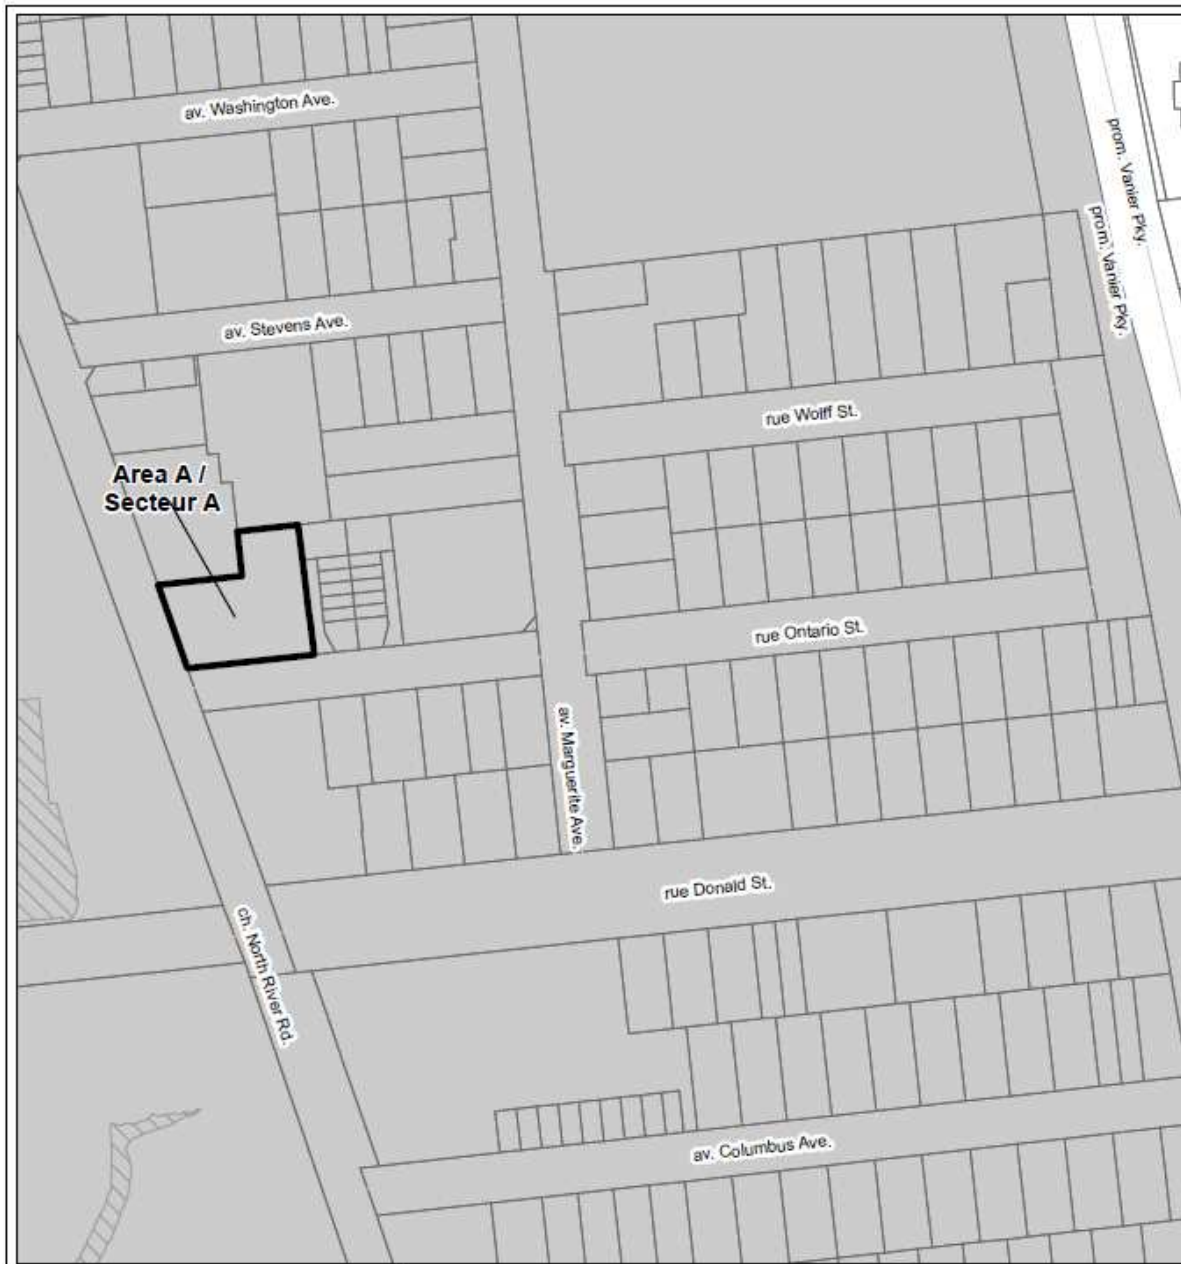 av. Washington Ave.
prom. Vanier Pky.
prom. Vanier Pky.
av. Stevens Ave.
rue Wolff St.
Area A /
Secteur A
rue Ontario St.
av. Marguerite Ave.
rue Donald St.
ch. North River Rd.
av. Columbus Ave.